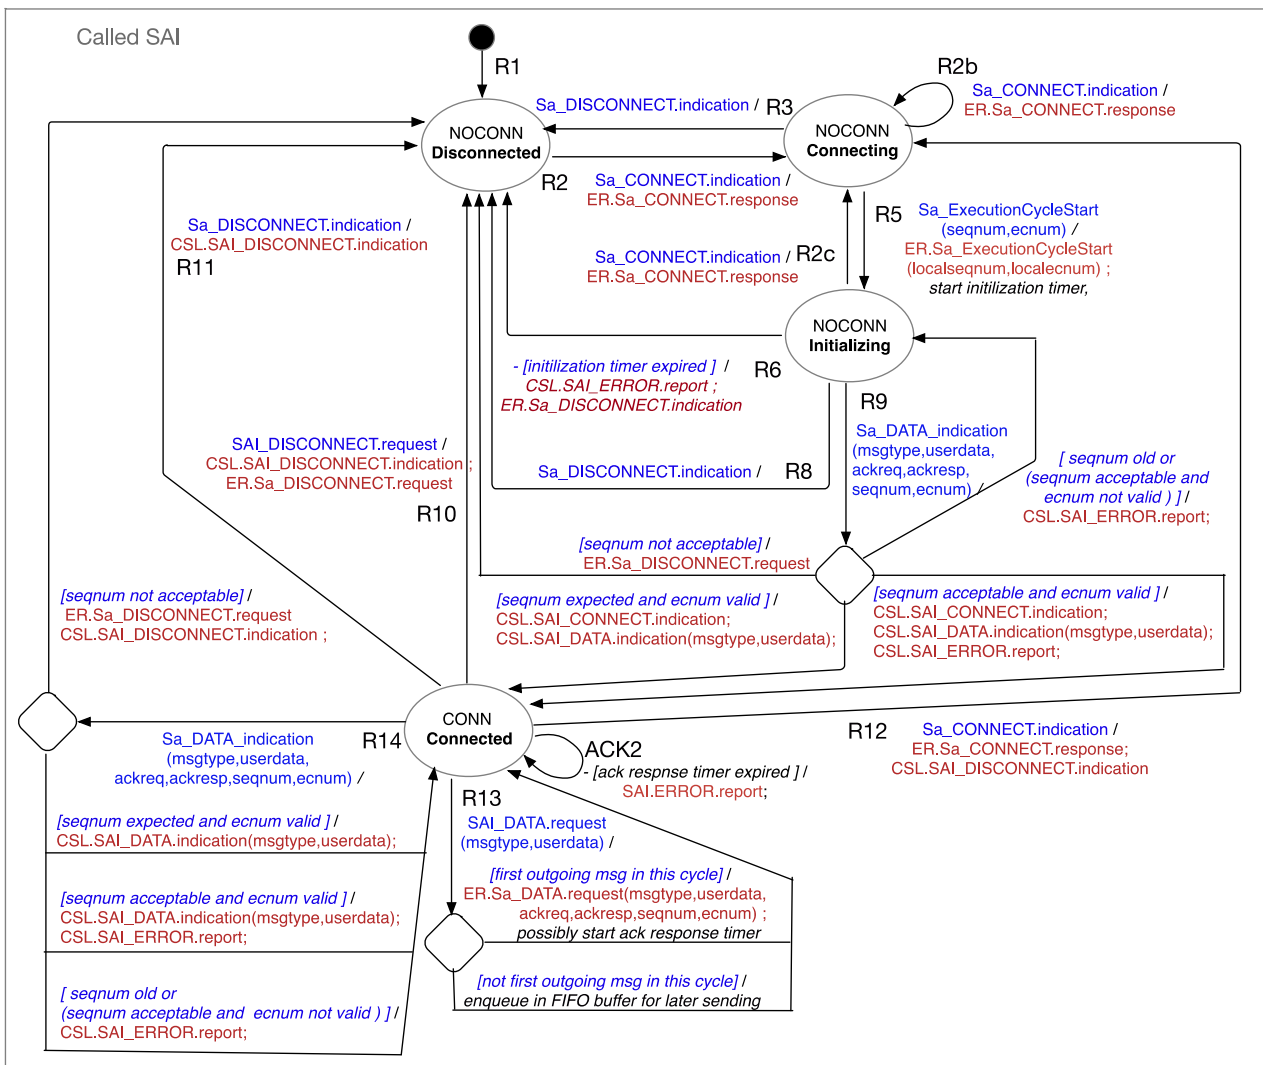 Called SAI
R1
R2b
Sa_CONNECT.indication /
ER.Sa_CONNECT.response
Sa_DISCONNECT.indication /
R3
NOCONN
Disconnected
NOCONN
Connecting
R2
Sa_CONNECT.indication /
ER.Sa_CONNECT.response
Sa_DISCONNECT.indication /
CSL.SAI_DISCONNECT.indication
R11
R5
Sa_ExecutionCycleStart
(seqnum,ecnum) /
ER.Sa_ExecutionCycleStart
(localseqnum,localecnum) ;
start initilization timer,
Sa_CONNECT.indication /
ER.Sa_CONNECT.response
R2c
NOCONN
Initializing
- [initilization timer expired ] /
CSL.SAI_ERROR.report ;
ER.Sa_DISCONNECT.indication
R6
R9
Sa_DATA_indication
(msgtype,userdata,
ackreq,ackresp,
seqnum,ecnum) /
SAI_DISCONNECT.request /
CSL.SAI_DISCONNECT.indication ;
ER.Sa_DISCONNECT.request
R10
Sa_DISCONNECT.indication /
R8
[ seqnum old or
(seqnum acceptable and
ecnum not valid ) ] /
CSL.SAI_ERROR.report;
[seqnum not acceptable] /
ER.Sa_DISCONNECT.request
[seqnum not acceptable] /
ER.Sa_DISCONNECT.request
CSL.SAI_DISCONNECT.indication ;
[seqnum expected and ecnum valid ] /
CSL.SAI_CONNECT.indication;
CSL.SAI_DATA.indication(msgtype,userdata);
[seqnum acceptable and ecnum valid ] /
CSL.SAI_CONNECT.indication;
CSL.SAI_DATA.indication(msgtype,userdata);
CSL.SAI_ERROR.report;
CONN
Connected
R14
Sa_DATA_indication
(msgtype,userdata,
ackreq,ackresp,seqnum,ecnum) /
R12
Sa_CONNECT.indication /
ER.Sa_CONNECT.response;
CSL.SAI_DISCONNECT.indication
ACK2
- [ack respnse timer expired ] /
SAI.ERROR.report;
R13
SAI_DATA.request
(msgtype,userdata) /
[seqnum expected and ecnum valid ] /
CSL.SAI_DATA.indication(msgtype,userdata);
[first outgoing msg in this cycle] /
ER.Sa_DATA.request(msgtype,userdata,
ackreq,ackresp,seqnum,ecnum) ;
possibly start ack response timer
[seqnum acceptable and ecnum valid ] /
CSL.SAI_DATA.indication(msgtype,userdata);
CSL.SAI_ERROR.report;
[not first outgoing msg in this cycle] /
enqueue in FIFO buffer for later sending
[ seqnum old or
(seqnum acceptable and ecnum not valid ) ] /
CSL.SAI_ERROR.report;